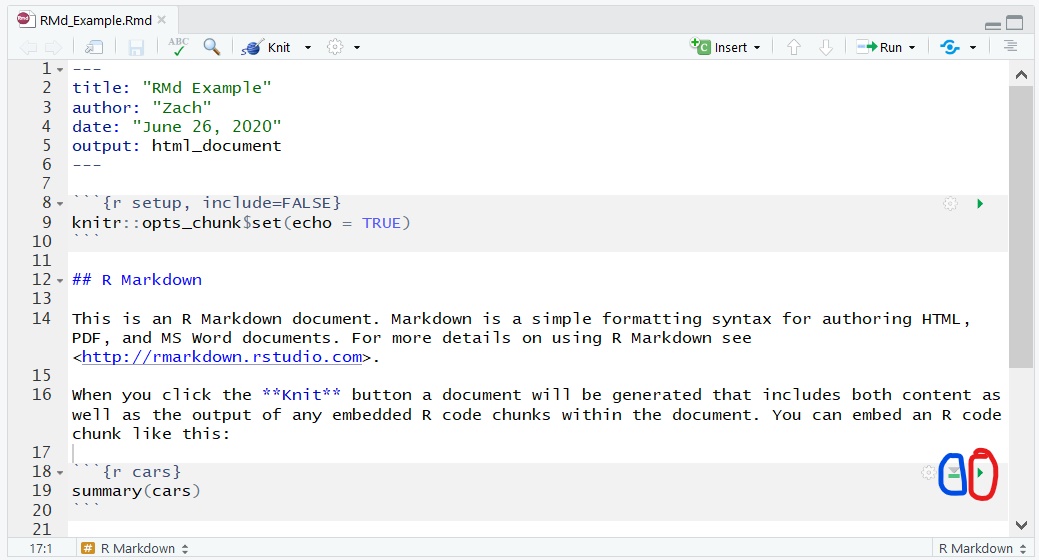 RMd_Example.Rmd
ABC
Knit
Insert
Run
1 ---
2 title: "RMd Example"
3 author: "Zach"
4 date: "June 26, 2020"
5 output: html_document
6 ---
7
8 ```{r setup, include=FALSE}
9 knitr::opts_chunk$set(echo = TRUE)
10 ```
11
12 ## R Markdown
13
14 This is an R Markdown document. Markdown is a simple formatting syntax for authoring HTML,
PDF, and MS Word documents. For more details on using R Markdown see
<http://rmarkdown.rstudio.com>.
15
16 When you click the **Knit** button a document will be generated that includes both content as
well as the output of any embedded R code chunks within the document. You can embed an R code
chunk like this:
17
18 ```{r cars}
19 summary(cars)
20 ```
21
17:1 # R Markdown R Markdown